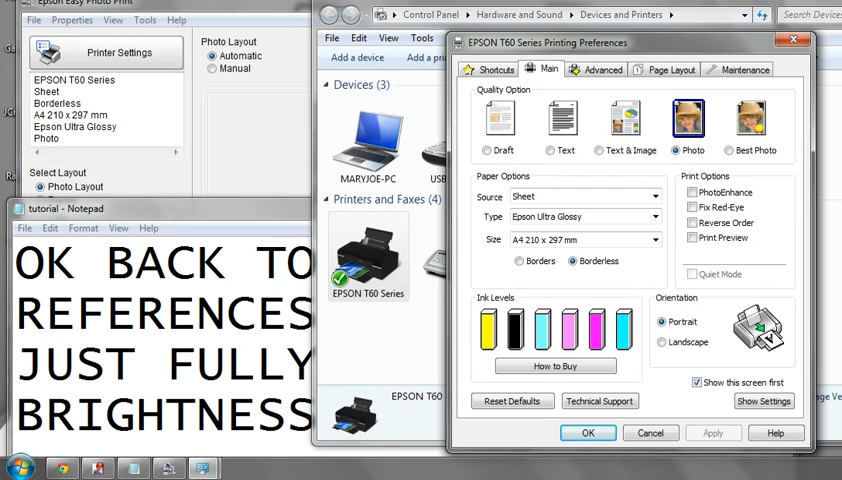 Epson Easy Photo Print
File Properties View Tools Help
Printer Settings
EPSON T60 Series
Sheet
Borderless
A4 210 x 297 mm
Epson Ultra Glossy
Photo
Select Layout
Photo Layout
Photo Layout
Automatic
Manual
tutorial - Notepad
File Edit Format View Help
OK BACK TO
REFERENCES
JUST FULLY
BRIGHTNESS
Control Panel Hardware and Sound Devices and Printers
Search Devices
File Edit View Tools
Add a device Add a pri
Devices (3)
MARYJOE-PC USB
Printers and Faxes (4)
EPSON T60 Series
EPSON T60
EPSON T60 Series Printing Preferences
Shortcuts Main Advanced Page Layout Maintenance
Quality Option
Draft Text Text & Image Photo Best Photo
Paper Options
Source Sheet
Type Epson Ultra Glossy
Size A4 210 x 297 mm
Borders Borderless
Print Options
PhotoEnhance
Fix Red-Eye
Reverse Order
Print Preview
Quiet Mode
Ink Levels
How to Buy
Orientation
Portrait
Landscape
Show this screen first
Reset Defaults Technical Support Show Settings
OK Cancel Apply Help